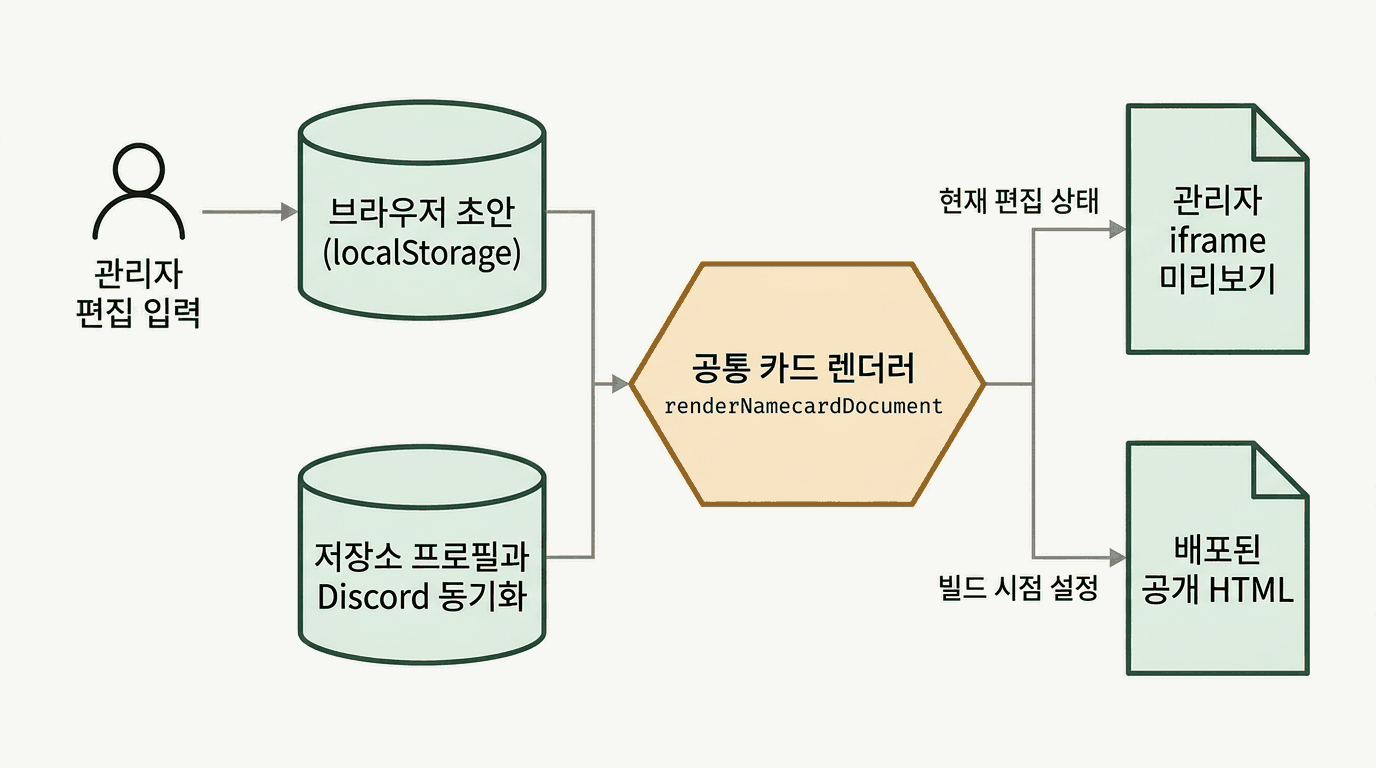 관리자
편집 입력
브라우저 초안
(localStorage)
저장소 프로필과
Discord 동기화
공통 카드 렌더러
renderNamecardDocument
현재 편집 상태
관리자
iframe
미리보기
빌드 시점 설정
배포된
공개 HTML